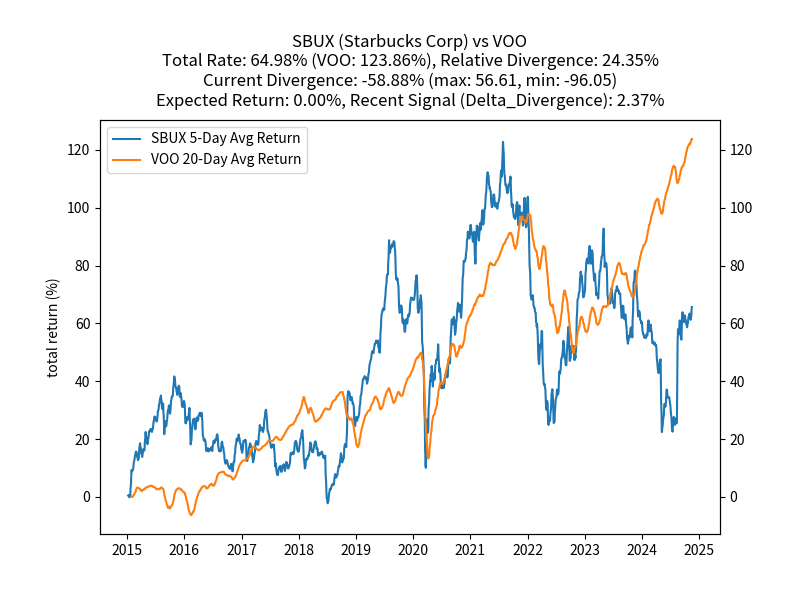 SBUX (Starbucks Corp) vs VOO
Total Rate: 64.98% (VOO: 123.86%), Relative Divergence: 24.35%
Current Divergence: -58.88% (max: 56.61, min: -96.05)
Expected Return: 0.00%, Recent Signal (Delta_Divergence): 2.37%
SBUX 5-Day Avg Return
VOO 20-Day Avg Return
total return (%)
120 120
100 100
80 80
60 60
40 40
20 20
0 0
2015 2016 2017 2018 2019 2020 2021 2022 2023 2024 2025